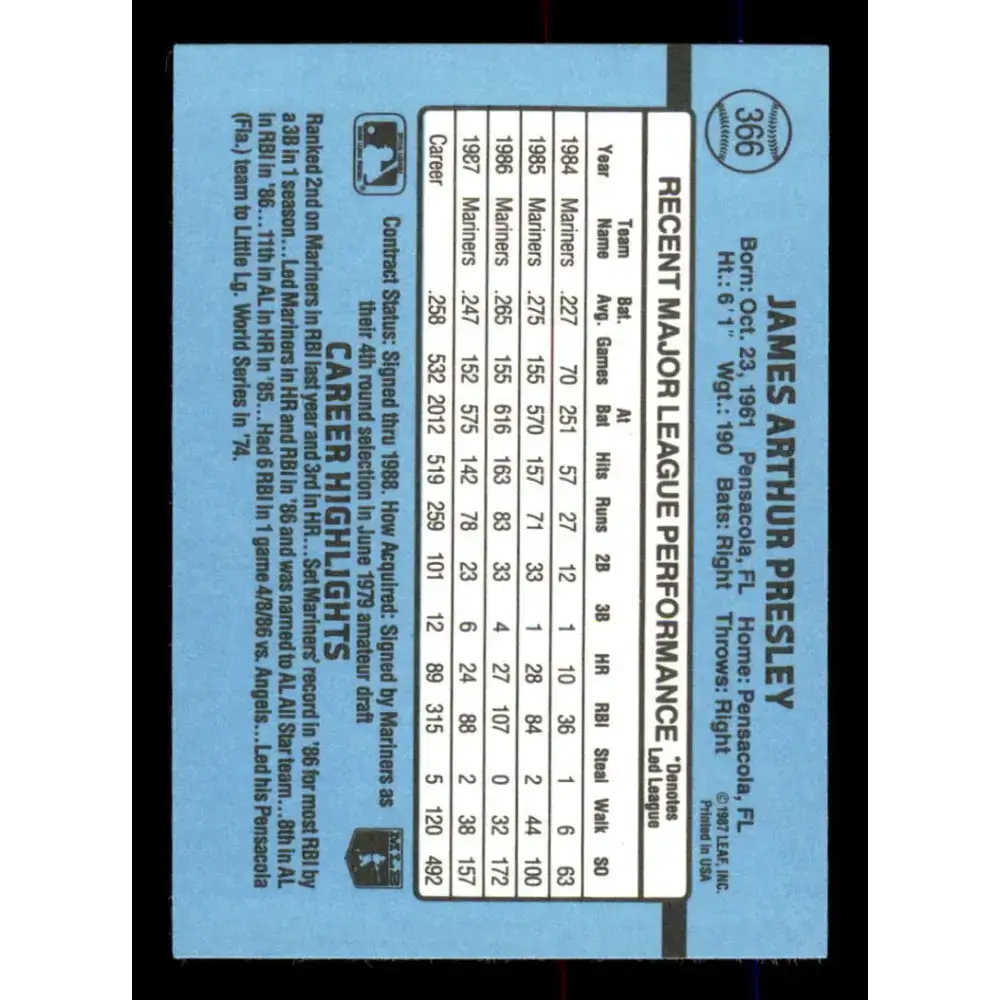 366
JAMES ARTHUR PRESLEY
Born: Oct. 23, 1961 Pensacola, FL Home: Pensacola, FL
Ht.: 6'1" Wgt.: 190 Bats: Right Throws: Right
© 1987 LEAF, INC.
Printed in USA
RECENT MAJOR LEAGUE PERFORMANCE *Denotes Led League
Year Team Name Bat. Avg. Games At Bat Hits Runs 2B 3B HR RBI Steal Walk SO
1984 Mariners .227 70 251 57 27 12 1 10 36 1 6 63
1985 Mariners .275 155 570 157 71 33 1 28 84 2 44 100
1986 Mariners .265 155 616 163 83 33 4 27 107 0 32 172
1987 Mariners .247 152 575 142 78 23 6 24 88 2 38 157
Career .258 532 2012 519 259 101 12 89 315 5 120 492
Contract Status: Signed thru 1988. How Acquired: Signed by Mariners as
their 4th round selection in June 1979 amateur draft
MLB
CAREER HIGHLIGHTS
Ranked 2nd on Mariners in RBI last year and 3rd in HR...Set Mariners' record in '86 for most RBI by
a 3B in 1 season...Led Mariners in HR and RBI in '86 and was named to AL All Star team...8th in AL
in RBI in '86...11th in AL in HR in '85...Had 6 RBI in 1 game 4/8/86 vs. Angels...Led his Pensacola
(Fla.) team to Little Lg. World Series in '74.